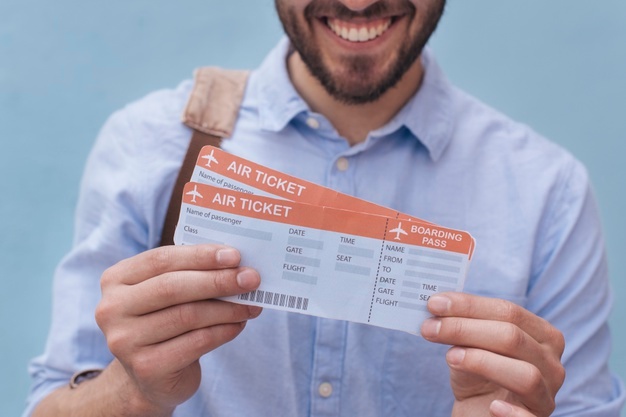 AIR TICKET
Name of passenger
AIR TICKET
Name of passenger
Class
DATE
GATE
FLIGHT
TIME
SEAT
BOARDING
PASS
NAME
FROM
TO
DATE TIME
GATE SEA
FLIGHT